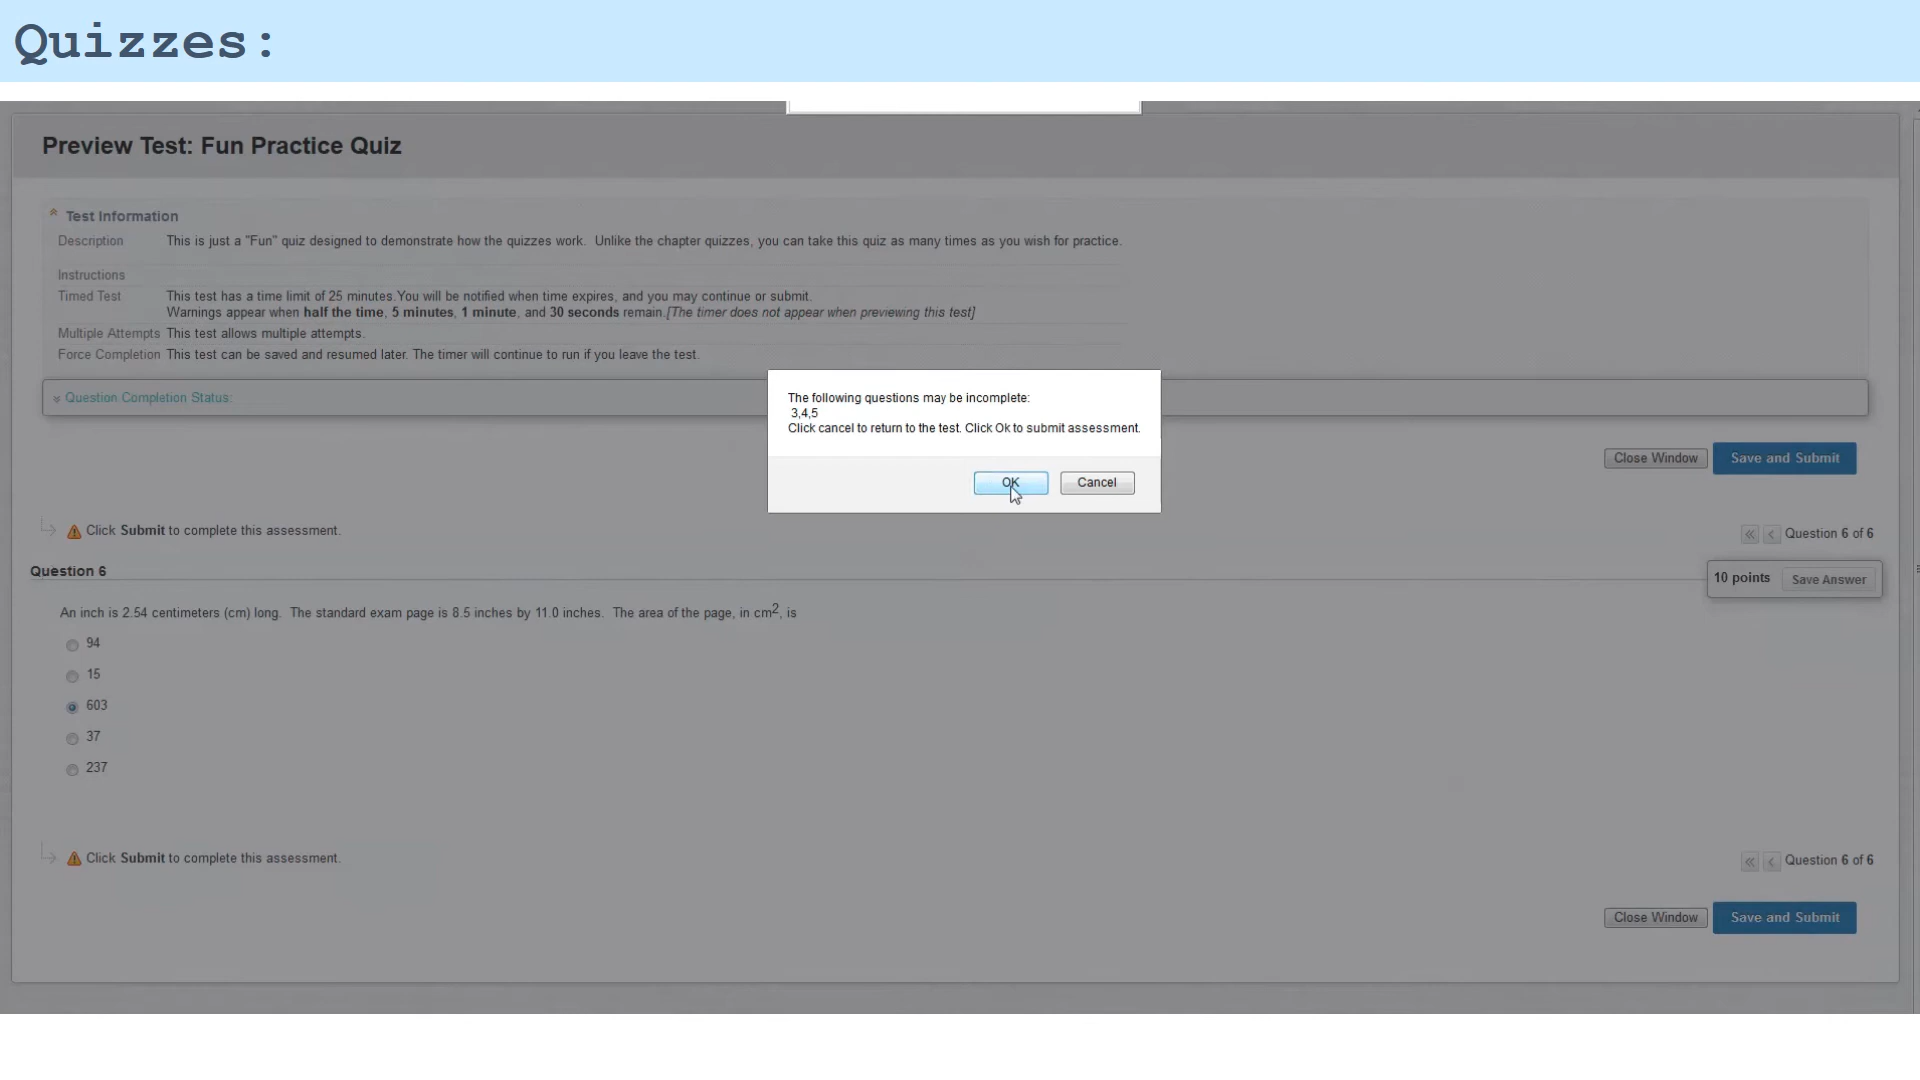 Quizzes:
Preview Test: Fun Practice Quiz
Test Information
Description This is just a "Fun" quiz designed to demonstrate how the quizzes work. Unlike the chapter quizzes, you can take this quiz as many times as you wish for practice.
Instructions
Timed Test This test has a time limit of 25 minutes.You will be notified when time expires, and you may continue or submit.
Warnings appear when half the time, 5 minutes, 1 minute, and 30 seconds remain.[The timer does not appear when previewing this test]
Multiple Attempts This test allows multiple attempts.
Force Completion This test can be saved and resumed later. The timer will continue to run if you leave the test.
Question Completion Status:
The following questions may be incomplete:
3,4,5
Click cancel to return to the test. Click Ok to submit assessment.
OK Cancel
Close Window Save and Submit
Click Submit to complete this assessment.
Question 6 of 6
Question 6
10 points Save Answer
An inch is 2.54 centimeters (cm) long. The standard exam page is 8.5 inches by 11.0 inches. The area of the page, in cm2, is
94
15
603
37
237
Click Submit to complete this assessment.
Question 6 of 6
Close Window Save and Submit